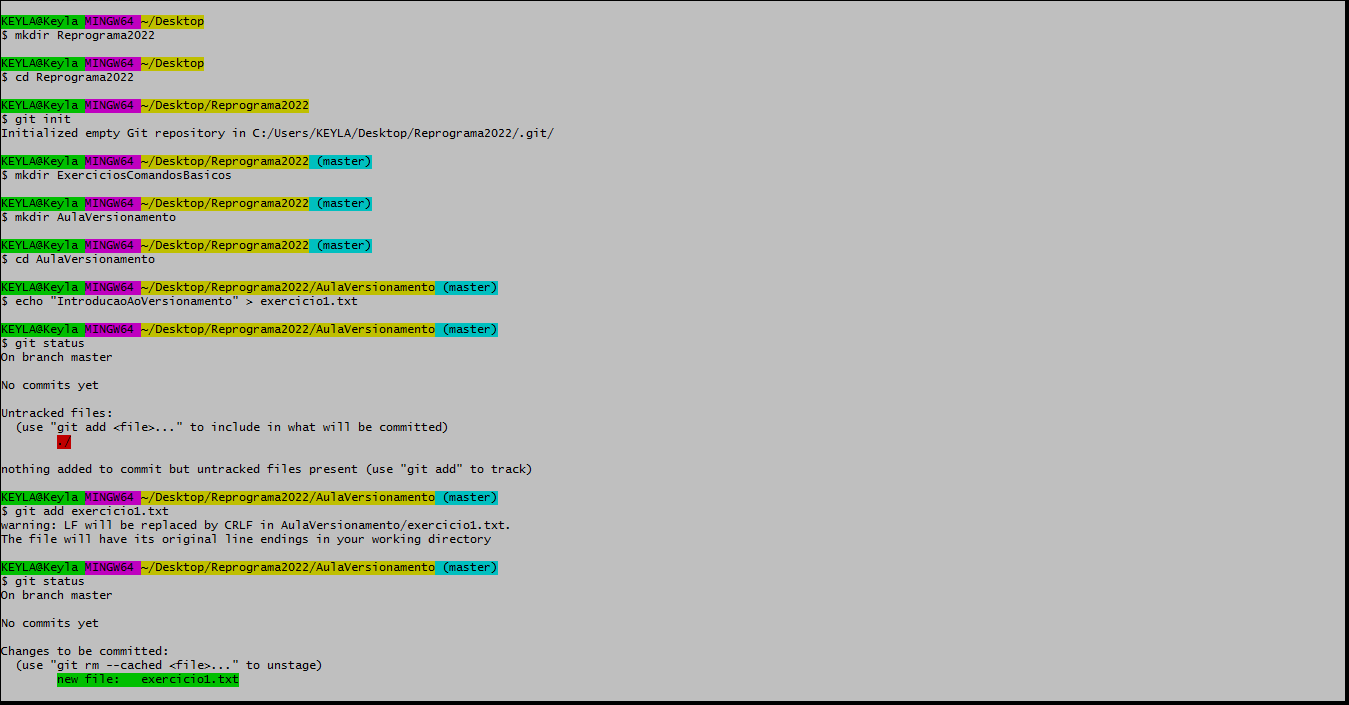 KEYLA@Keyla MINGW64 ~/Desktop
$ mkdir Reprograma2022
KEYLA@Keyla MINGW64 ~/Desktop
$ cd Reprograma2022
KEYLA@Keyla MINGW64 ~/Desktop/Reprograma2022
$ git init
Initialized empty Git repository in C:/Users/KEYLA/Desktop/Reprograma2022/.git/
KEYLA@Keyla MINGW64 ~/Desktop/Reprograma2022 (master)
$ mkdir ExerciciosComandosBasicos
KEYLA@Keyla MINGW64 ~/Desktop/Reprograma2022 (master)
$ mkdir AulaVersionamento
KEYLA@Keyla MINGW64 ~/Desktop/Reprograma2022 (master)
$ cd AulaVersionamento
KEYLA@Keyla MINGW64 ~/Desktop/Reprograma2022/AulaVersionamento (master)
$ echo "IntroducaoAoVersionamento" > exercicio1.txt
KEYLA@Keyla MINGW64 ~/Desktop/Reprograma2022/AulaVersionamento (master)
$ git status
On branch master
No commits yet
Untracked files:
  (use "git add <file>..." to include in what will be committed)
        ./
nothing added to commit but untracked files present (use "git add" to track)
KEYLA@Keyla MINGW64 ~/Desktop/Reprograma2022/AulaVersionamento (master)
$ git add exercicio1.txt
warning: LF will be replaced by CRLF in AulaVersionamento/exercicio1.txt.
The file will have its original line endings in your working directory
KEYLA@Keyla MINGW64 ~/Desktop/Reprograma2022/AulaVersionamento (master)
$ git status
On branch master
No commits yet
Changes to be committed:
  (use "git rm --cached <file>..." to unstage)
        new file:   exercicio1.txt